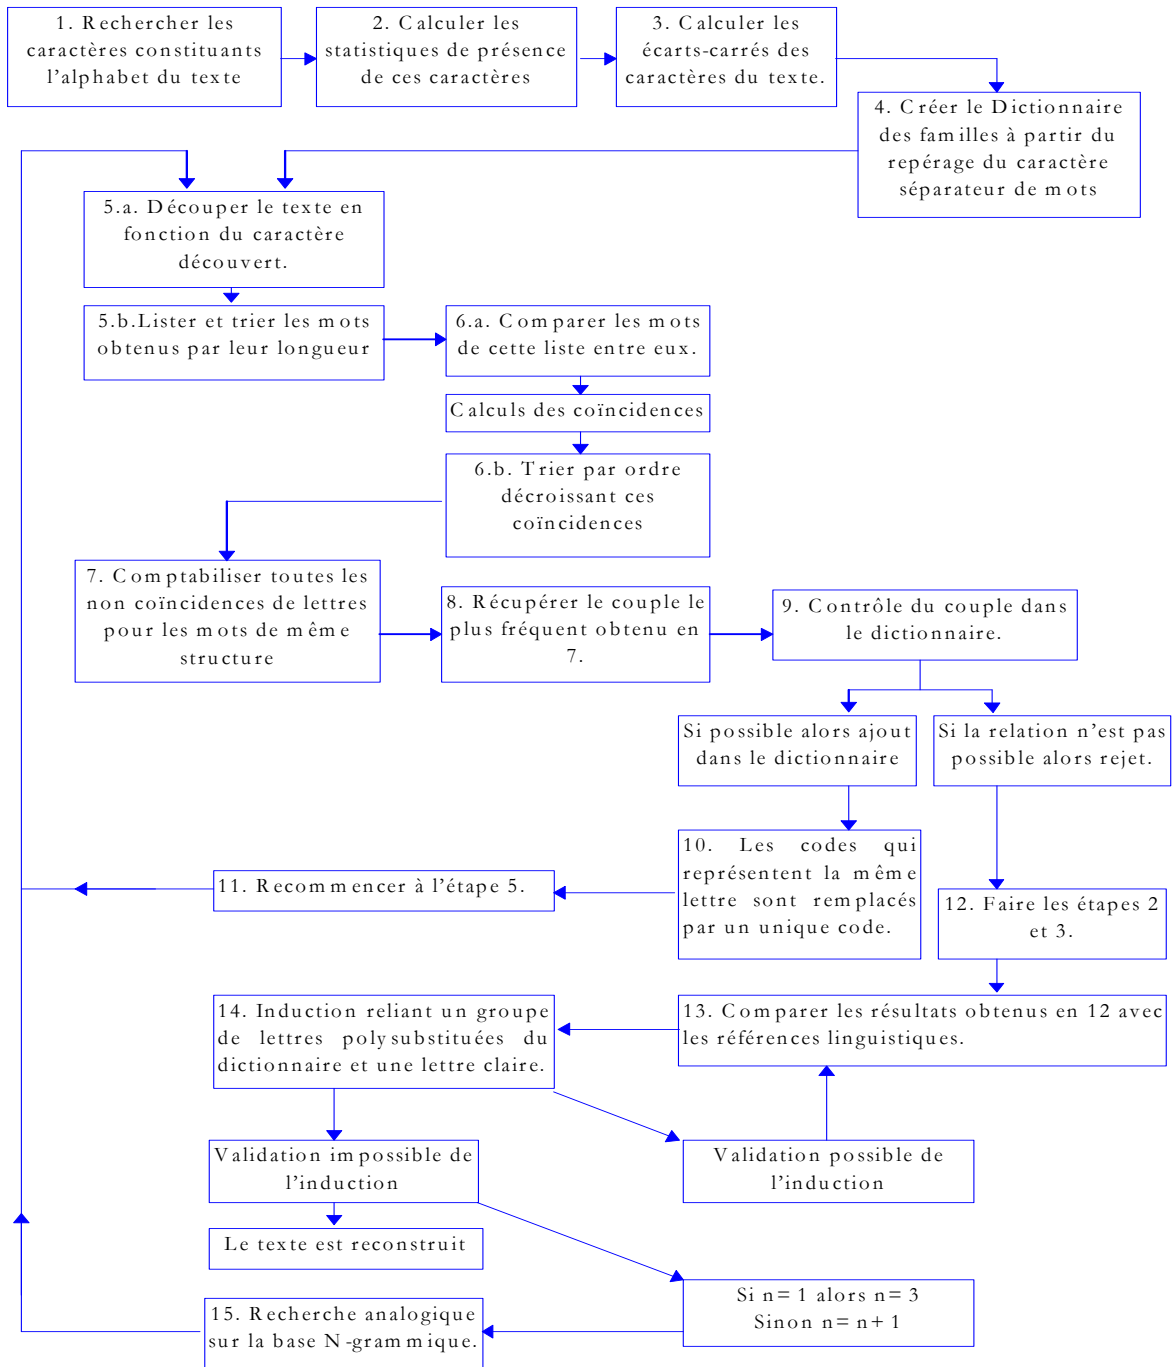 1. Rechercher les
caractères constituants
l'alphabet du texte
2. Calculer les
statistiques de présence
de ces caractères
3. Calculer les
écarts-carrés des
caractères du texte.
4. Créer le Dictionnaire
des familles à partir du
repérage du caractère
séparateur de mots
5.a. Découper le texte en
fonction du caractère
découvert.
5.b.Lister et trier les mots
obtenus par leur longueur
6.a. Comparer les mots
de cette liste entre eux.
Calculs des coïncidences
6.b. Trier par ordre
décroissant ces
coïncidences
7. Comptabiliser toutes les
non coïncidences de lettres
pour les mots de même
structure
8. Récupérer le couple le
plus fréquent obtenu en
7.
9. Contrôle du couple dans
le dictionnaire.
Si possible alors ajout
dans le dictionnaire
Si la relation n'est pas
possible alors rejet.
10. Les codes qui
représentent la même
lettre sont remplacés
par un unique code.
11. Recommencer à l'étape 5.
12. Faire les étapes 2
et 3.
13. Comparer les résultats obtenus en 12 avec
les références linguistiques.
14. Induction reliant un groupe
de lettres polysubstituées du
dictionnaire et une lettre claire.
Validation impossible de
l'induction
Validation possible de
l'induction
Le texte est reconstruit
Si n= 1 alors n= 3
Sinon n= n+ 1
15. Recherche analogique
sur la base N-grammique.